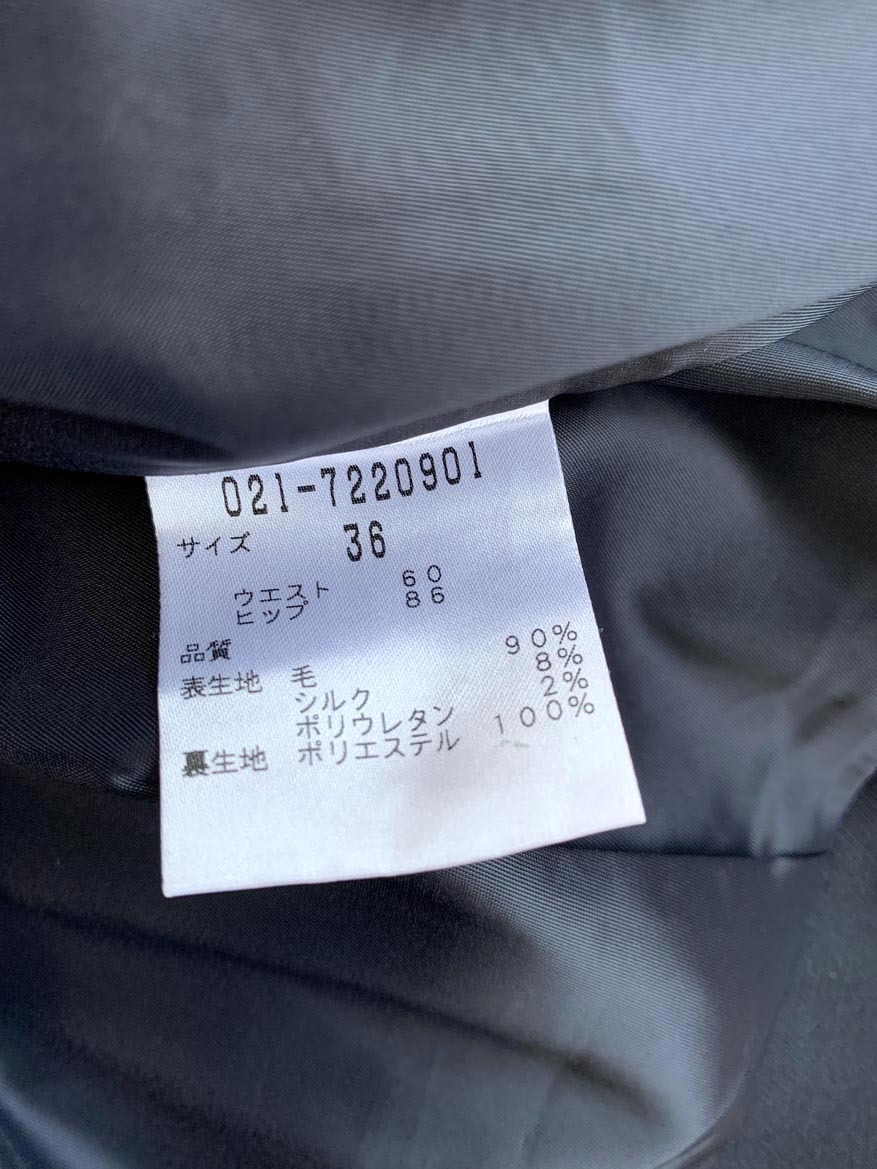 021-7220901
サイズ 36
ウエスト 60
ヒップ 86
品質
表生地 毛 90%
シルク 8%
ポリウレタン 2%
裏生地 ポリエステル 100%